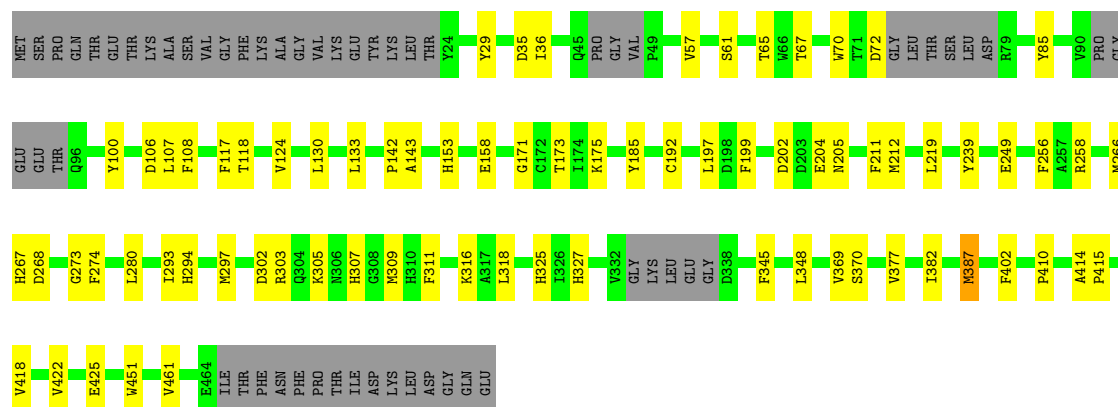 MET SER PRO GLN THR GLU THR LYS ALA SER VAL GLY PHE LYS ALA GLY VAL LYS GLU TYR LYS LEU THR Y24 Y29 D35 I36 Q45 PRO GLY VAL P49 V57 S61 T65 W66 T67 W70 T71 D72 GLY LEU THR SER LEU ASP R79 Y85 V90 PRO GLY
GLU GLU THR Q96 Y100 D106 L107 F108 F117 T118 V124 L130 L133 P142 A143 H153 E158 G171 C172 T173 I174 K175 Y185 C192 L197 D198 F199 D202 D203 E204 N205 F211 M212 L219 Y239 E249 F256 A257 R258 M266
H267 D268 G273 F274 L280 I293 H294 M297 D302 R303 Q304 K305 N306 H307 G308 M309 H310 F311 K316 A317 L318 H325 I326 H327 V332 GLY LYS LEU GLU GLY D338 F345 L348 V369 S370 V377 I382 M387 F402 P410 A414 P415
V418 V422 E425 W451 V461 E464 ILE THR PHE ASN PHE PRO THR ILE ASP LYS LEU ASP GLY GLN GLU